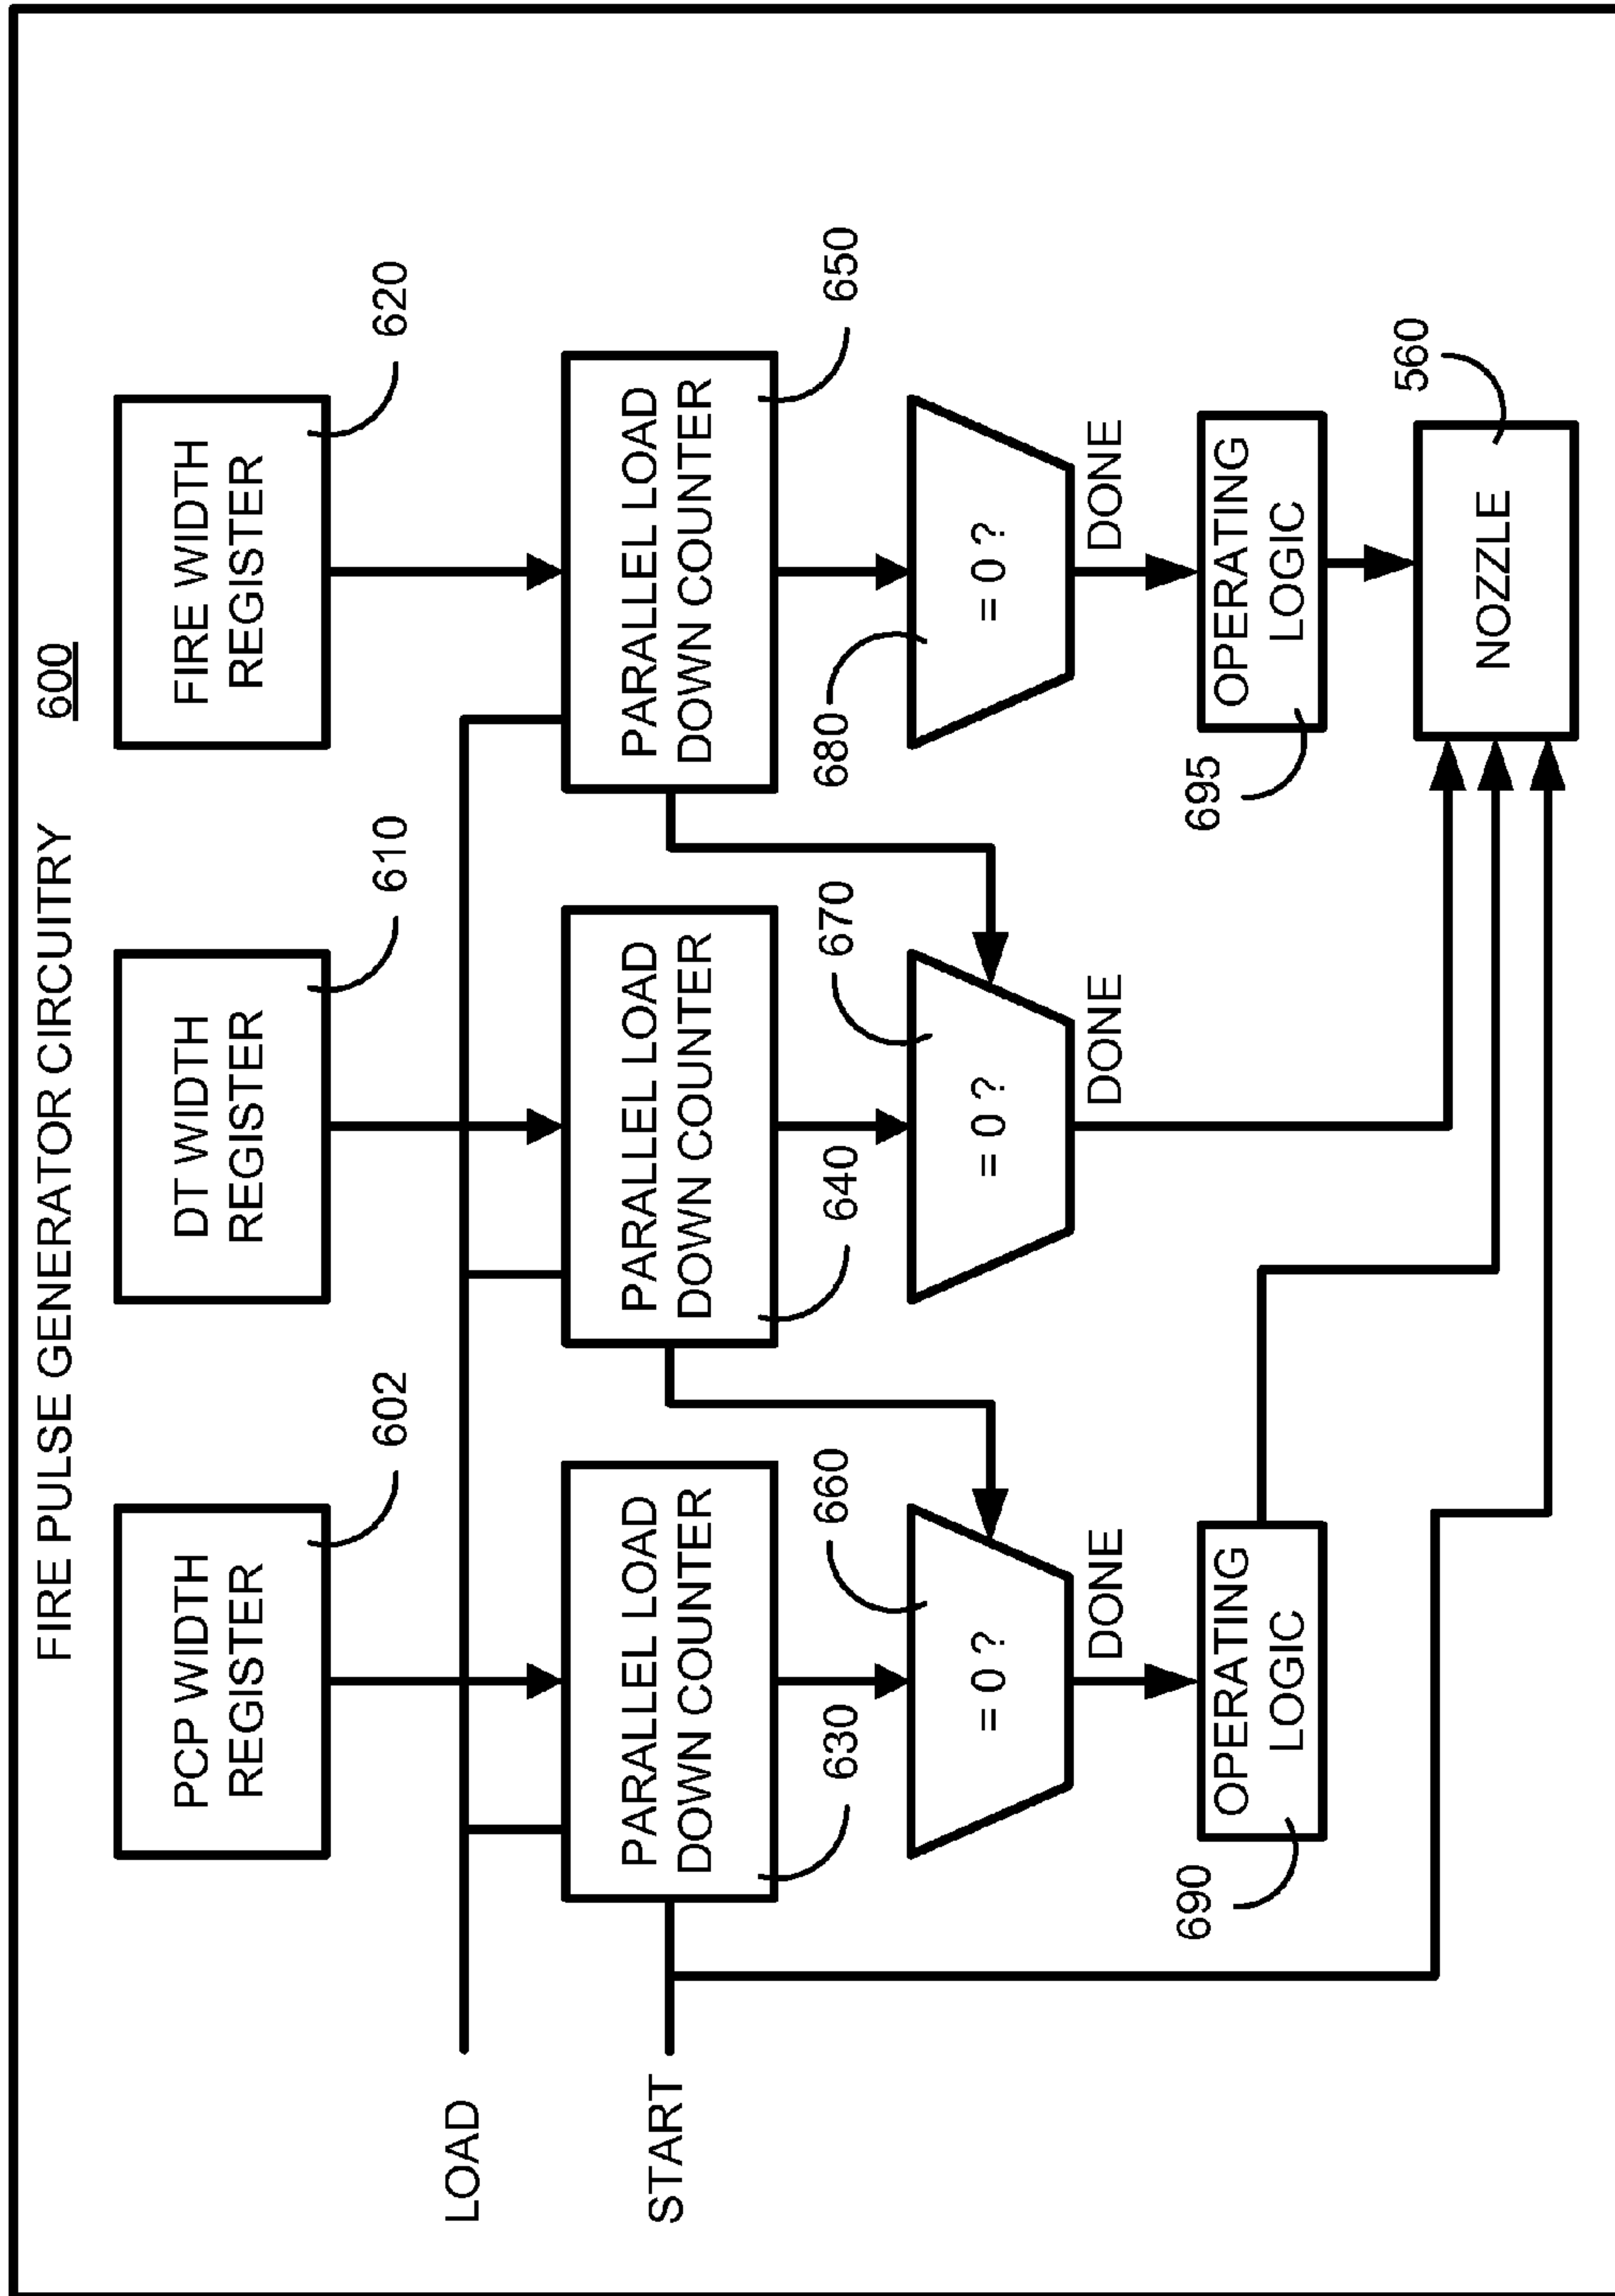 FIRE PULSE GENERATOR CIRCUITRY
600
PCP WIDTH
REGISTER
602
DT WIDTH
REGISTER
610
FIRE WIDTH
REGISTER
620
LOAD
START
PARALLEL LOAD
DOWN COUNTER
630
PARALLEL LOAD
DOWN COUNTER
640
PARALLEL LOAD
DOWN COUNTER
650
660
= 0 ?
DONE
670
= 0 ?
DONE
680
= 0 ?
DONE
690
OPERATING
LOGIC
695
OPERATING
LOGIC
560
NOZZLE